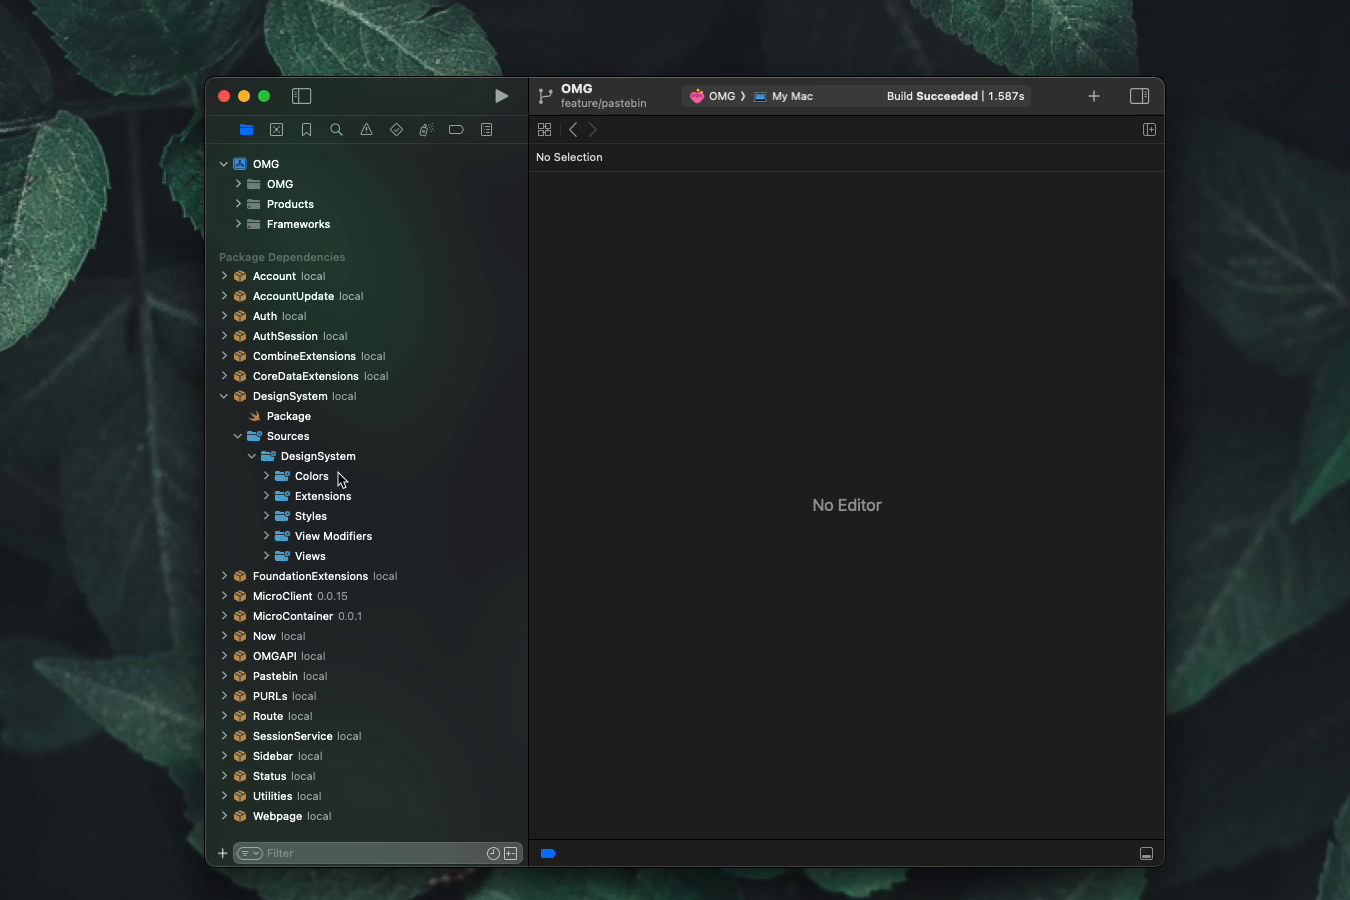 OMG
feature/pastebin
OMG 〉 My Mac
Build Succeeded | 1.587s
No Selection
OMG
OMG
Products
Frameworks
Package Dependencies
Account local
AccountUpdate local
Auth local
AuthSession local
CombineExtensions local
CoreDataExtensions local
DesignSystem local
Package
Sources
DesignSystem
Colors
Extensions
Styles
View Modifiers
Views
FoundationExtensions local
MicroClient 0.0.15
MicroContainer 0.0.1
Now local
OMGAPI local
Pastebin local
PURLs local
Route local
SessionService local
Sidebar local
Status local
Utilities local
Webpage local
Filter
No Editor